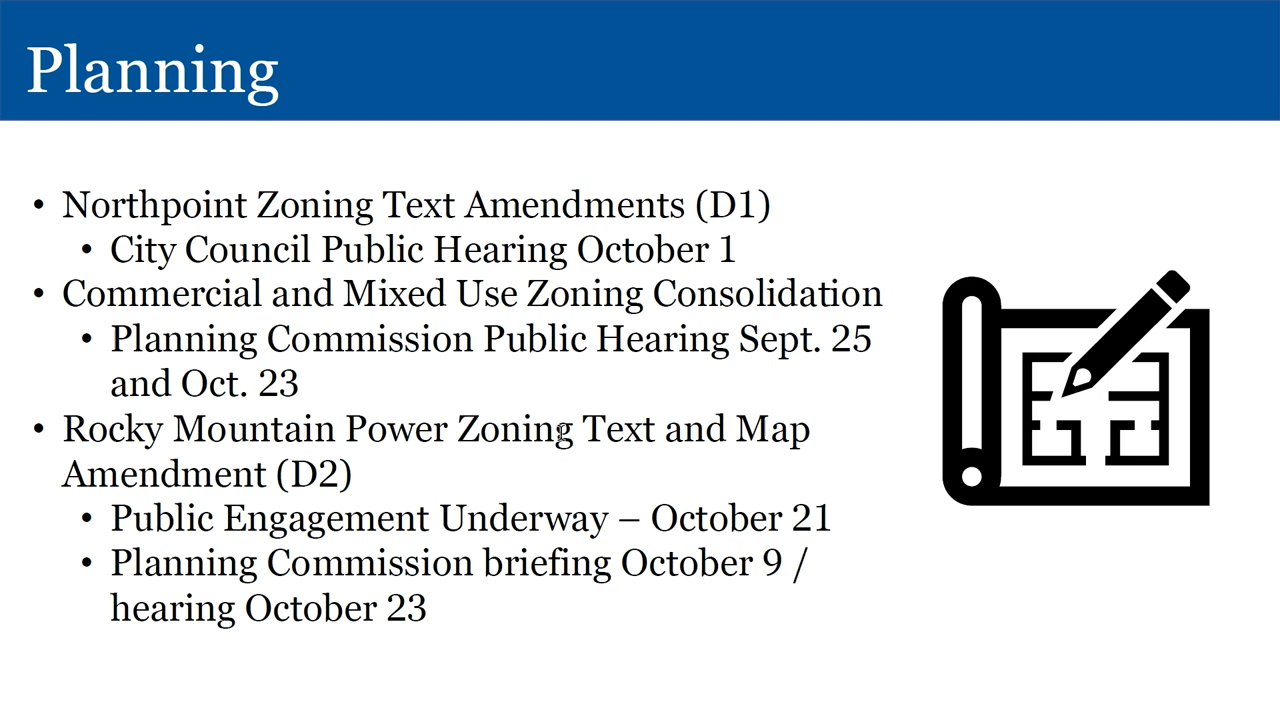 Planning
• Northpoint Zoning Text Amendments (D1)
• City Council Public Hearing October 1
• Commercial and Mixed Use Zoning Consolidation
• Planning Commission Public Hearing Sept. 25
and Oct. 23
• Rocky Mountain Power Zoning Text and Map
Amendment (D2)
• Public Engagement Underway – October 21
• Planning Commission briefing October 9 /
hearing October 23